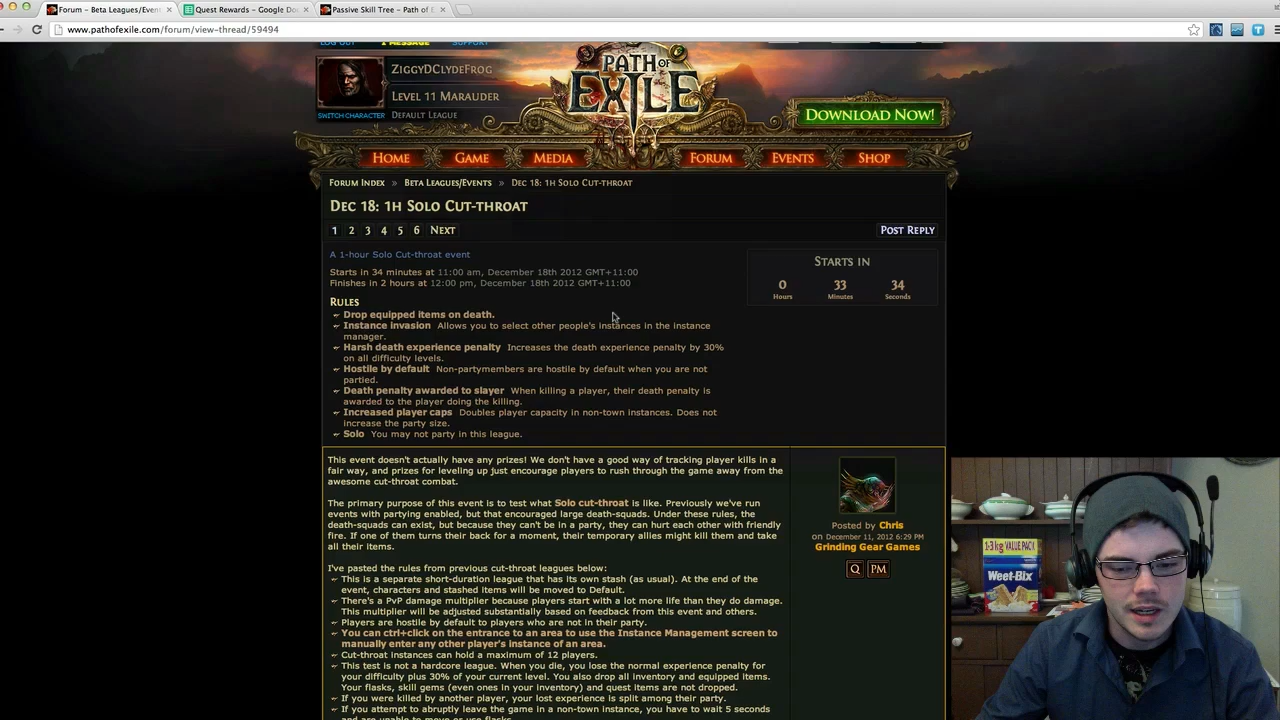 Forum – Beta Leagues/Even
Quest Rewards – Google Do
Passive Skill Tree – Path of E
www.pathofexile.com/forum/view-thread/59494
LOG OUT 1 MESSAGE SUPPORT
ZiggyDClydeFrog
Level 11 Marauder
SWITCH CHARACTER Default League
PATH OF EXILE
Download Now!
Home Game Media Forum Events Shop
Forum Index » Beta Leagues/Events » Dec 18: 1H Solo Cut-throat
Dec 18: 1H Solo Cut-throat
1 2 3 4 5 6 Next
Post Reply
A 1-hour Solo Cut-throat event
Starts in 34 minutes at 11:00 am, December 18th 2012 GMT+11:00
Finishes in 2 hours at 12:00 pm, December 18th 2012 GMT+11:00
Starts in
0 33 34
Hours Minutes Seconds
Rules
Drop equipped items on death.
Instance invasion Allows you to select other people's instances in the instance
manager.
Harsh death experience penalty Increases the death experience penalty by 30%
on all difficulty levels.
Hostile by default Non-partymembers are hostile by default when you are not
partied.
Death penalty awarded to slayer When killing a player, their death penalty is
awarded to the player doing the killing.
Increased player caps Doubles player capacity in non-town instances. Does not
increase the party size.
Solo You may not party in this league.
This event doesn't actually have any prizes! We don't have a good way of tracking player kills in a
fair way, and prizes for leveling up just encourage players to rush through the game away from the
awesome cut-throat combat.
The primary purpose of this event is to test what Solo cut-throat is like. Previously we've run
events with partying enabled, but that encouraged large death-squads. Under these rules, the
death-squads can exist, but because they can't be in a party, they can hurt each other with friendly
fire. If one of them turns their back for a moment, their temporary allies might kill them and take
all their items.
I've pasted the rules from previous cut-throat leagues below:
This is a separate short-duration league that has its own stash (as usual). At the end of the
event, characters and stashed items will be moved to Default.
There's a PvP damage multiplier because players start with a lot more life than they do damage.
This multiplier will be adjusted substantially based on feedback from this event and others.
Players are hostile by default to players who are not in their party.
You can ctrl+click on the entrance to an area to use the Instance Management screen to
manually enter any other player's instance of an area.
Cut-throat instances can hold a maximum of 12 players.
This test is not a hardcore league. When you die, you lose the normal experience penalty for
your difficulty plus 30% of your current level. You also drop all inventory and equipped items.
Your flasks, skill gems (even ones in your inventory) and quest items are not dropped.
If you were killed by another player, your lost experience is split among their party.
If you attempt to abruptly leave the game in a non-town instance, you have to wait 5 seconds
and are unable to move or use flasks.
Posted by Chris
on December 11, 2012 6:29 PM
Grinding Gear Games
Q PM
1·3 kg VALUE PACK
Weet-Bix